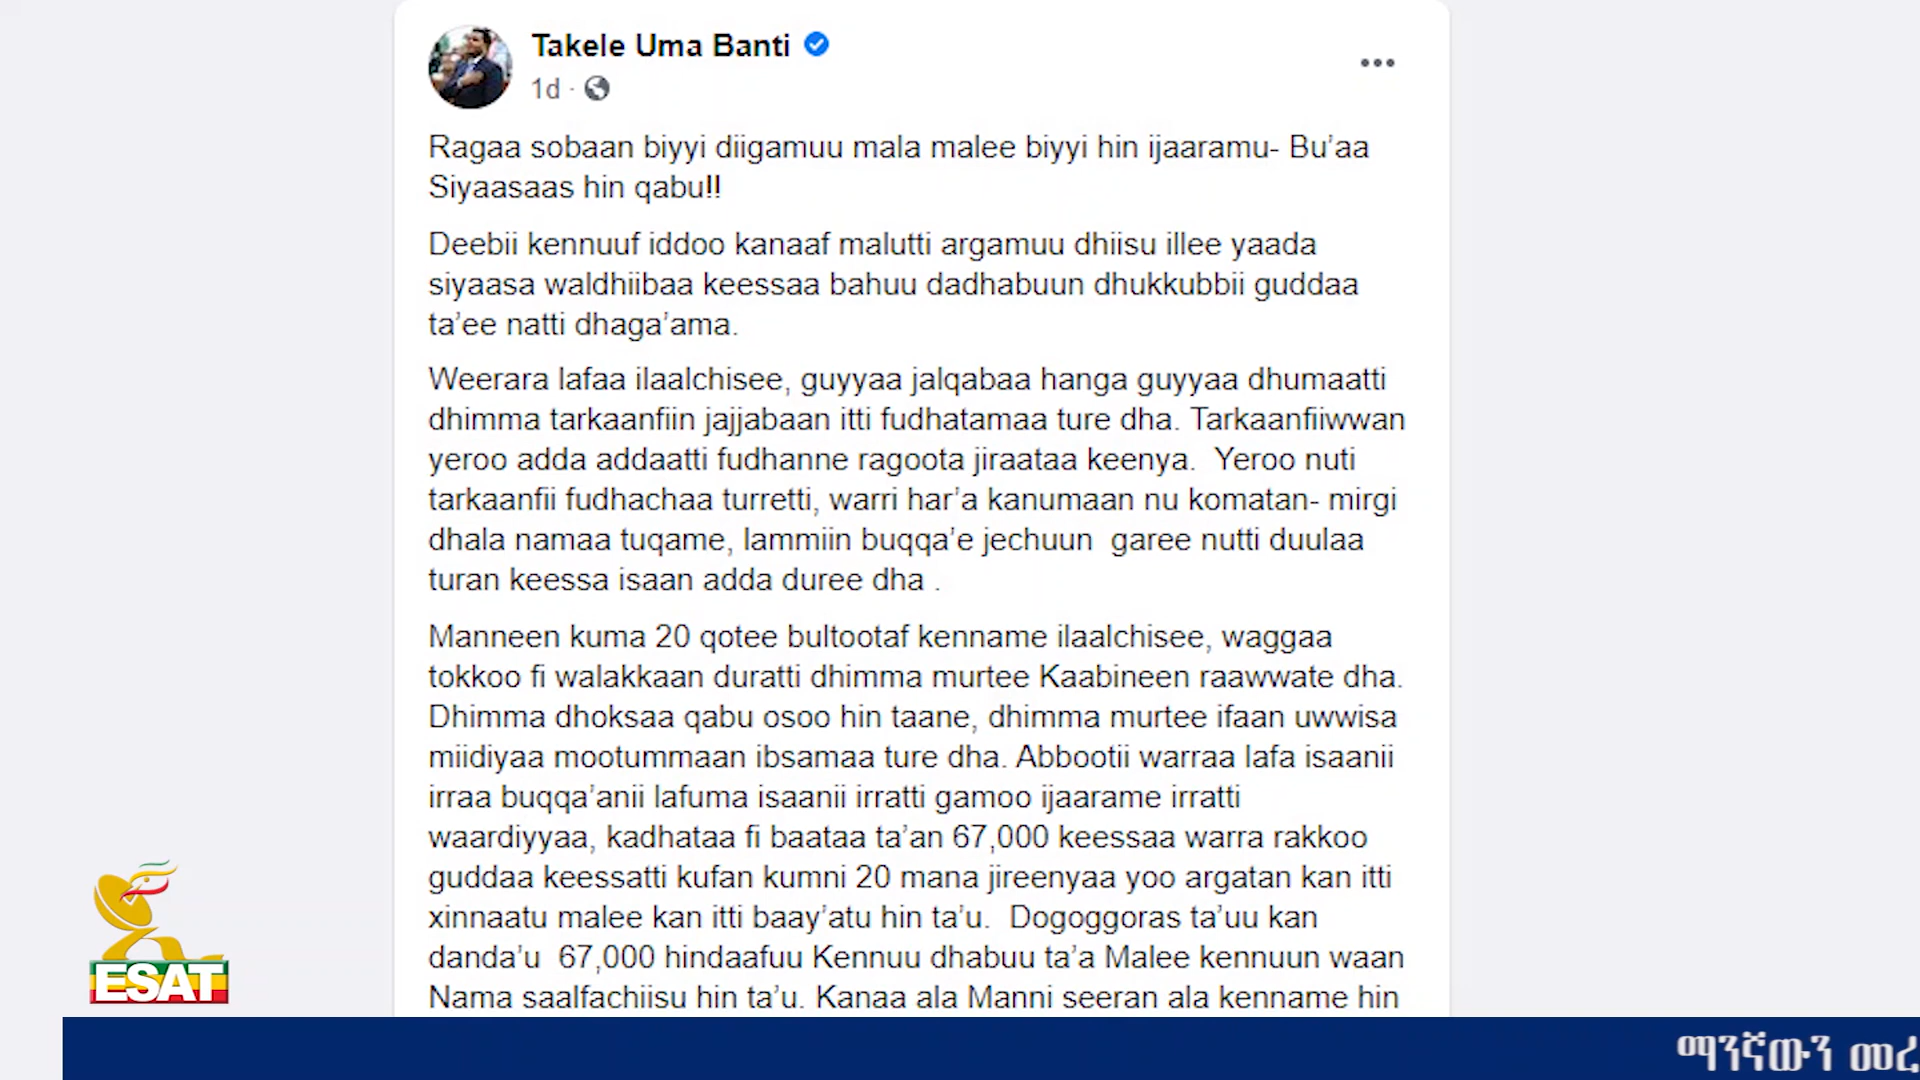 Takele Uma Banti
1d ·
Ragaa sobaan biyyi diigamuu mala malee biyyi hin ijaaramu- Bu’aa
Siyaasaas hin qabu!!
Deebii kennuuf iddoo kanaaf malutti argamuu dhiisu illee yaada
siyaasa waldhiibaa keessaa bahuu dadhabuun dhukkubbii guddaa
ta’ee natti dhaga’ama.
Weerara lafaa ilaalchisee, guyyaa jalqabaa hanga guyyaa dhumaatti
dhimma tarkaanfiin jajjabaan itti fudhatamaa ture dha. Tarkaanfiiwwan
yeroo adda addaatti fudhanne ragoota jiraataa keenya.  Yeroo nuti
tarkaanfii fudhachaa turretti, warri har’a kanumaan nu komatan- mirgi
dhala namaa tuqame, lammiin buqqa’e jechuun  garee nutti duulaa
turan keessa isaan adda duree dha .
Manneen kuma 20 qotee bultootaf kenname ilaalchisee, waggaa
tokkoo fi walakkaan duratti dhimma murtee Kaabineen raawwate dha.
Dhimma dhoksaa qabu osoo hin taane, dhimma murtee ifaan uwwisa
miidiyaa mootummaan ibsamaa ture dha. Abbootii warraa lafa isaanii
irraa buqqa’anii lafuma isaanii irratti gamoo ijaarame irratti
waardiyyaa, kadhataa fi baataa ta’an 67,000 keessaa warra rakkoo
guddaa keessatti kufan kumni 20 mana jireenyaa yoo argatan kan itti
xinnaatu malee kan itti baay’atu hin ta’u.  Dogoggoras ta’uu kan
danda’u  67,000 hindaafuu Kennuu dhabuu ta’a Malee kennuun waan
Nama saalfachiisu hin ta’u. Kanaa ala Manni seeran ala kenname hin
ESAT
ማንኛውን መረ